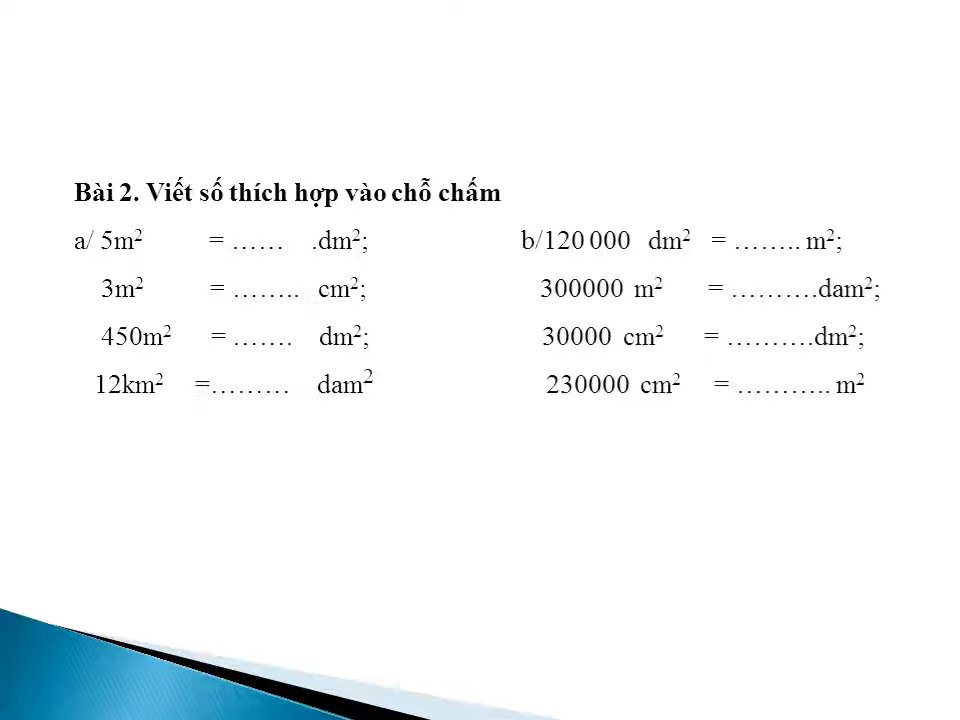 Bài 2. Viết số thích hợp vào chỗ chấm
a/ 5m² = …… .dm²; b/120 000 dm² = …….. m²;
3m² = …….. cm²; 300000 m² = ……….dam²;
450m² = ……. dm²; 30000 cm² = ……….dm²;
12km² =……… dam² 230000 cm² = ……….. m²